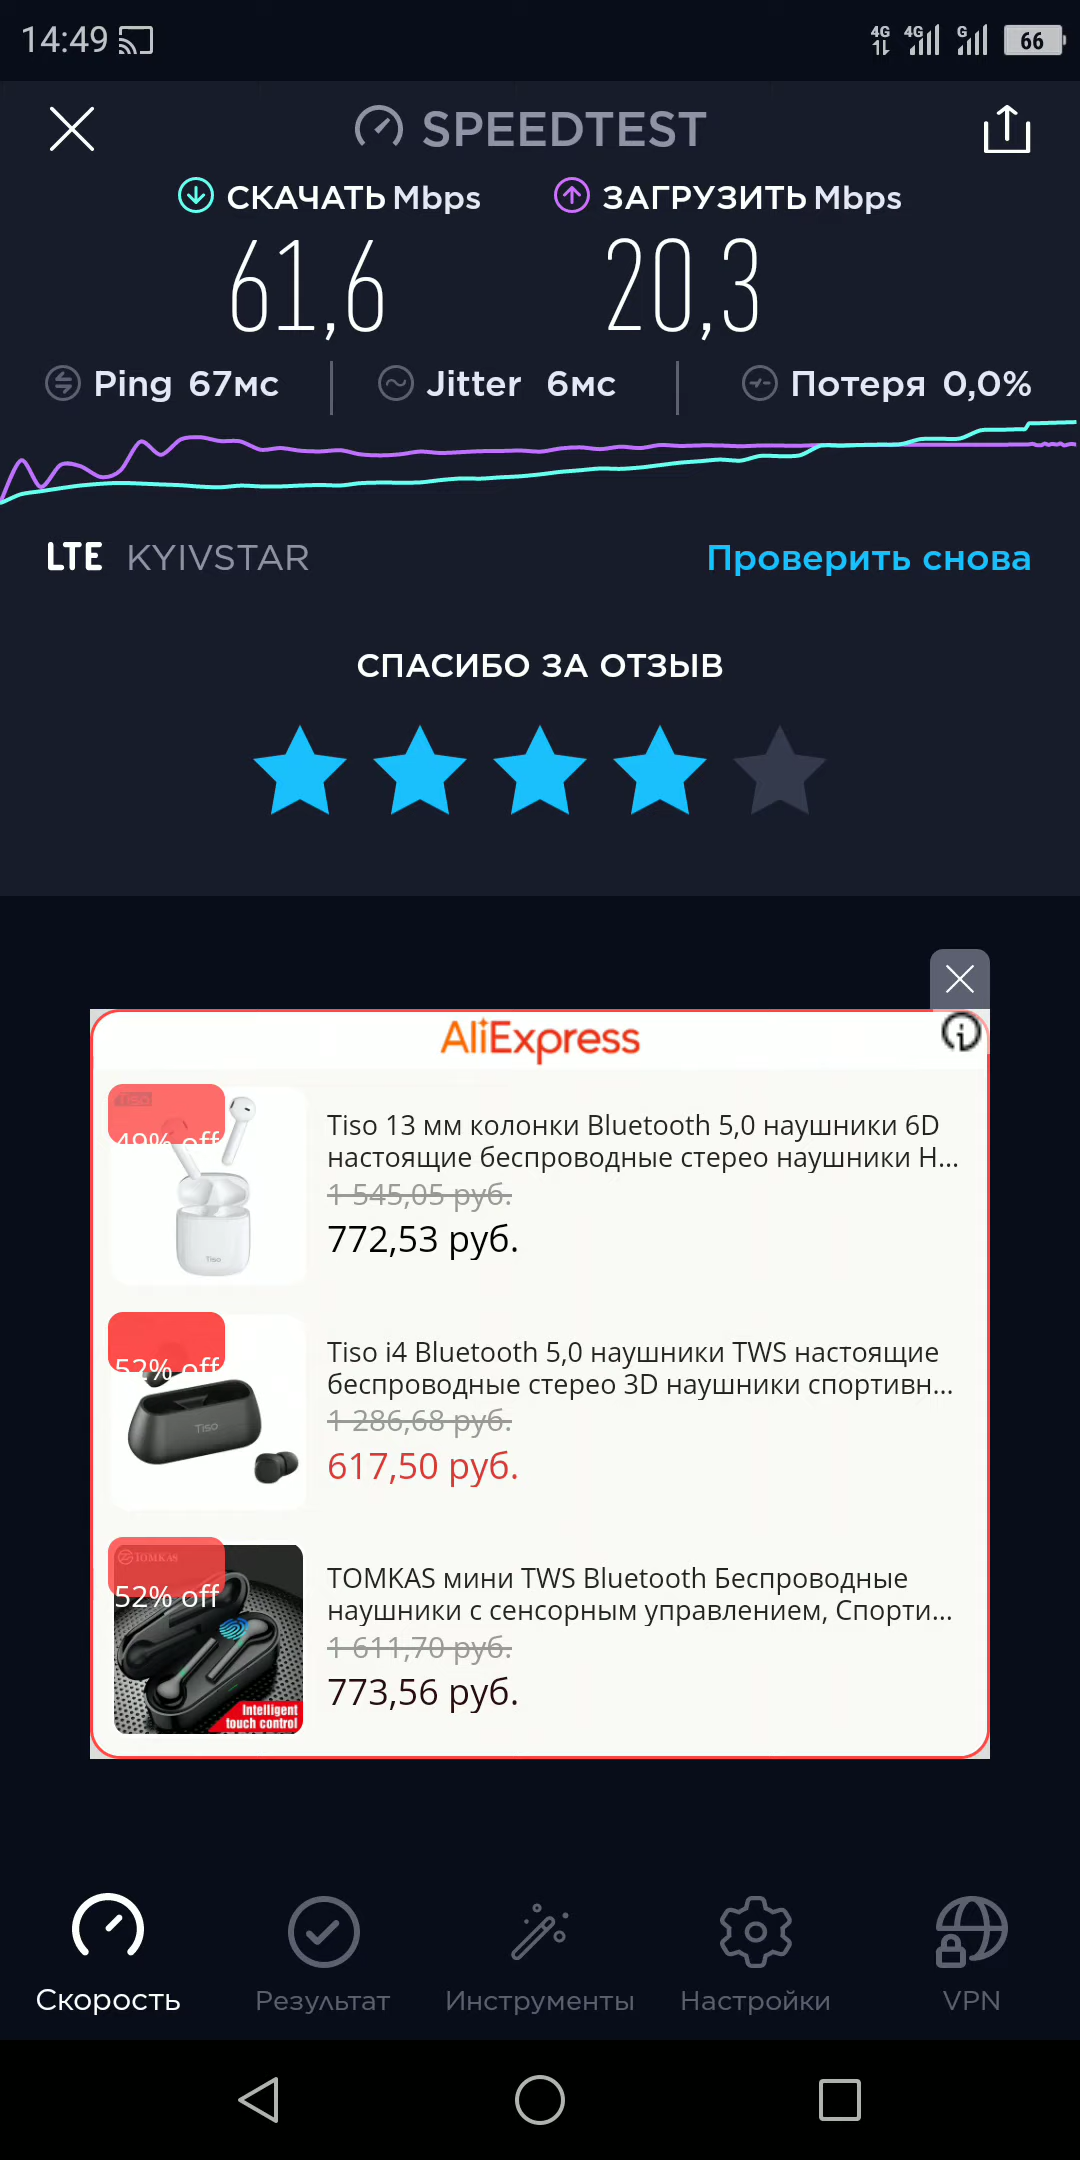 14:49 4G 4G G 66
SPEEDTEST
СКАЧАТЬ Mbps ЗАГРУЗИТЬ Mbps
61,6 20,3
Ping 67мс Jitter 6мс Потеря 0,0%
LTE KYIVSTAR Проверить снова
СПАСИБО ЗА ОТЗЫВ
AliExpress
Tiso
49% off
Tiso
Tiso 13 мм колонки Bluetooth 5,0 наушники 6D
настоящие беспроводные стерео наушники Н...
1 545,05 руб.
772,53 руб.
52% off
Tiso
Tiso i4 Bluetooth 5,0 наушники TWS настоящие
беспроводные стерео 3D наушники спортивн...
1 286,68 руб.
617,50 руб.
TOMKAS
52% off
Intelligent
touch control
TOMKAS мини TWS Bluetooth Беспроводные
наушники с сенсорным управлением, Спорти...
1 611,70 руб.
773,56 руб.
Скорость Результат Инструменты Настройки VPN